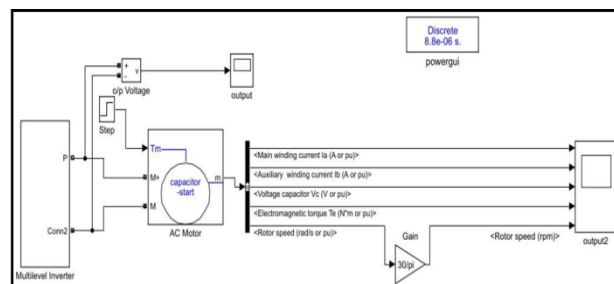 Discrete
8.8e-06 s.
powergui
+
-
v
o/p Voltage
output
Step
Tm
P
M+
capacitor
-start
m
M
Conn2
AC Motor
Multilevel Inverter
<Main winding current Ia (A or pu)>
<Auxiliary winding current Ib (A or pu)>
<Voltage capacitor Vc (V or pu)>
<Electromagnetic torque Te (N*m or pu)>
<Rotor speed (rad/s or pu)>
Gain
30/pi
<Rotor speed (rpm)>
output2